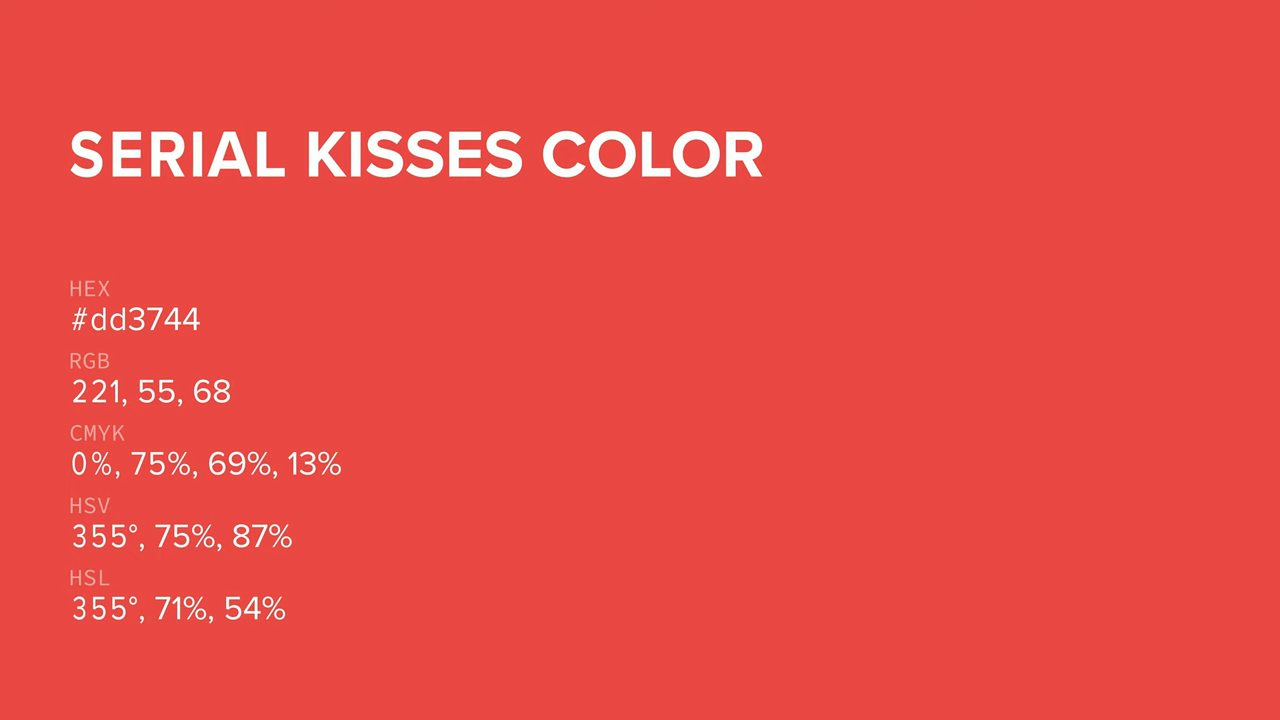 SERIAL KISSES COLOR
HEX
#dd3744
RGB
221, 55, 68
CMYK
0%, 75%, 69%, 13%
HSV
355°, 75%, 87%
HSL
355°, 71%, 54%